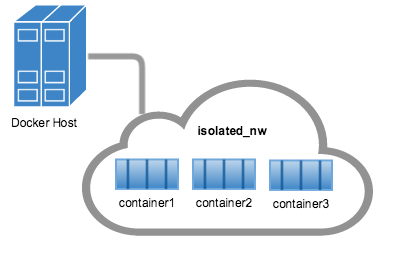 Docker Host
isolated_nw
container1
container2
container3